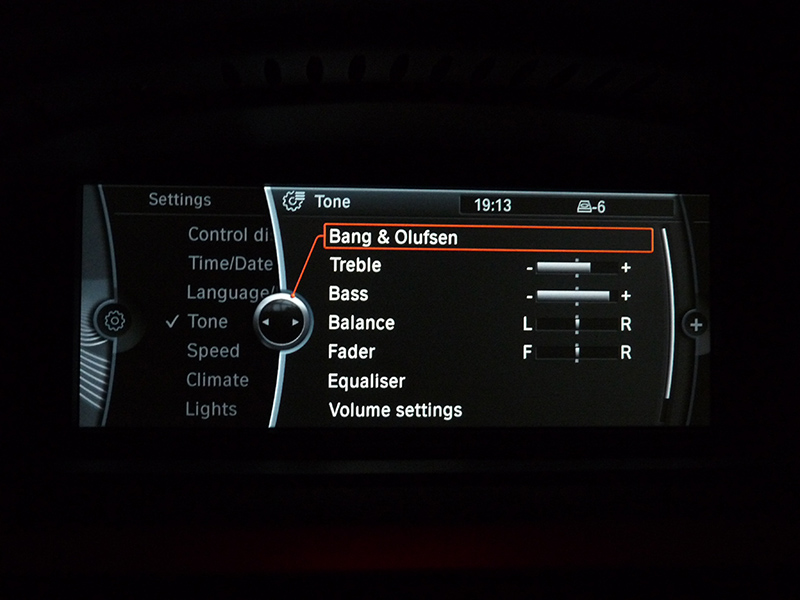 Settings
Control di
Time/Date
Language/
Tone
Speed
Climate
Lights
Tone
19:13
-6
Bang & Olufsen
Treble - +
Bass - +
Balance L R
Fader F R
Equaliser
Volume settings
+